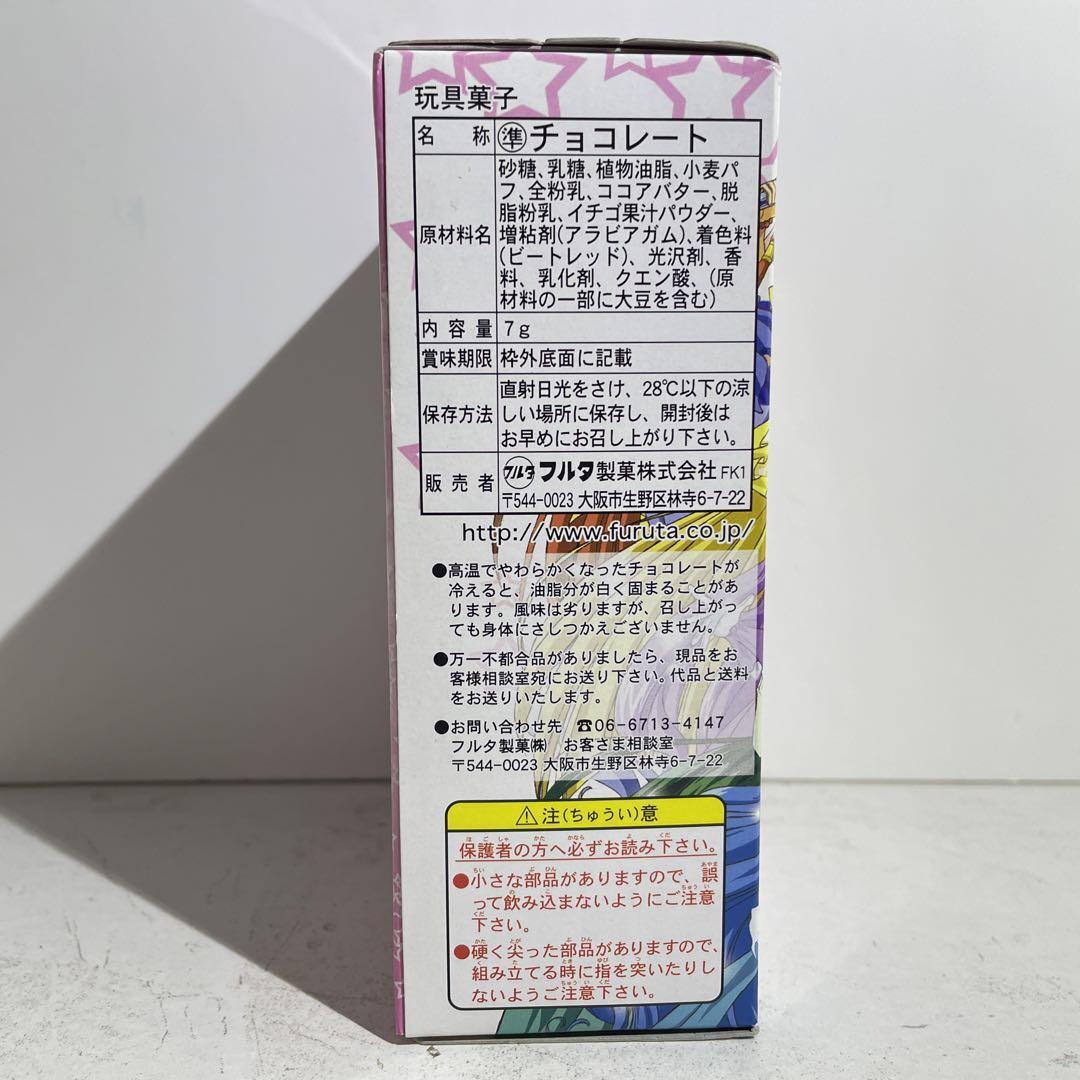 玩具菓子
名称 ㊜チョコレート
原材料名
砂糖、乳糖、植物油脂、小麦パ
フ、全粉乳、ココアバター、脱
脂粉乳、イチゴ果汁パウダー、
増粘剤(アラビアガム)、着色料
(ビートレッド)、光沢剤、香
料、乳化剤、クエン酸、(原
材料の一部に大豆を含む)
内容量 7g
賞味期限 枠外底面に記載
保存方法
直射日光をさけ、28℃以下の涼
しい場所に保存し、開封後は
お早めにお召し上がり下さい。
販売者
フルタ フルタ製菓株式会社 FK1
〒544-0023 大阪市生野区林寺6-7-22
http://www.furuta.co.jp/
●高温でやわらかくなったチョコレートが
冷えると、油脂分が白く固まることがあ
ります。風味は劣りますが、召し上がっ
ても身体にさしつかえございません。
●万一不都合品がありましたら、現品をお
客様相談室宛にお送り下さい。代品と送料
をお送りいたします。
●お問い合わせ先 ☎06-6713-4147
フルタ製菓㈱ お客さま相談室
〒544-0023 大阪市生野区林寺6-7-22
⚠注(ちゅうい)意
保護者の方へ必ずお読み下さい。
●小さな部品がありますので、誤
って飲み込まないようにご注意
下さい。
●硬く尖った部品がありますので、
組み立てる時に指を突いたりし
ないようご注意下さい。